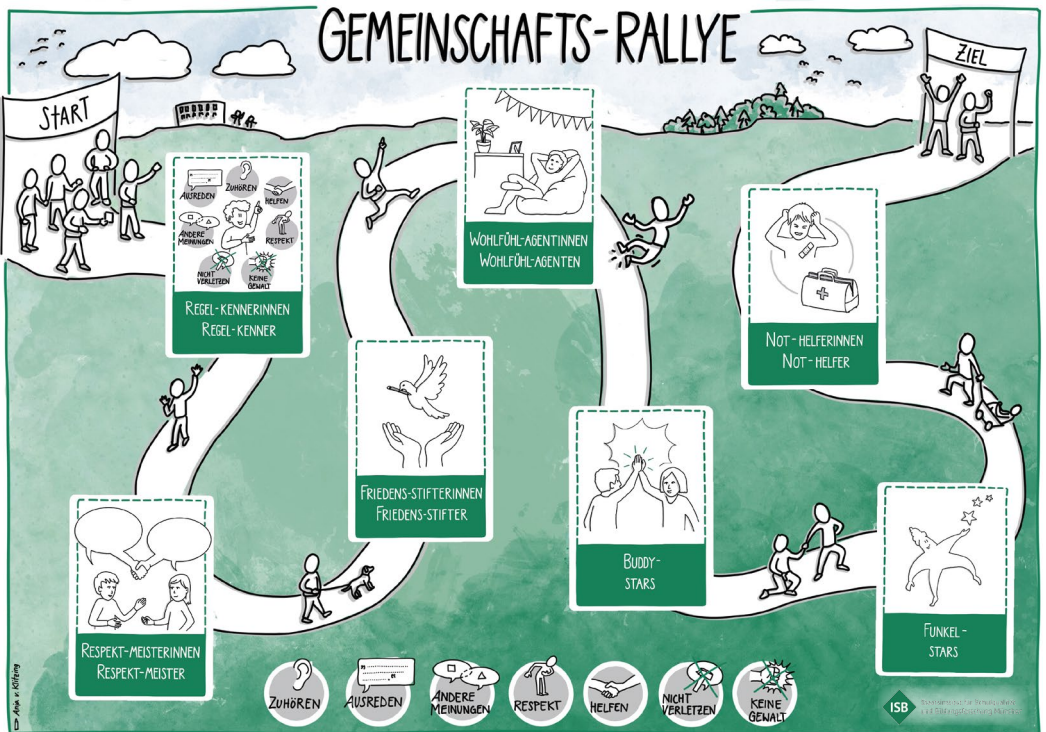 GEMEINSCHAFTS-RALLYE
START
ZIEL
AUSREDEN
ZUHÖREN
HELFEN
ANDERE
MEINUNGEN
RESPEKT
NICHT
VERLETZEN
KEINE
GEWALT
REGEL-KENNERINNEN
REGEL-KENNER
WOHLFÜHL-AGENTINNEN
WOHLFÜHL-AGENTEN
NOT-HELFERINNEN
NOT-HELFER
FRIEDENS-STIFTERINNEN
FRIEDENS-STIFTER
BUDDY-
STARS
RESPEKT-MEISTERINNEN
RESPEKT-MEISTER
FUNKEL-
STARS
ZUHÖREN
AUSREDEN
ANDERE
MEINUNGEN
RESPEKT
HELFEN
NICHT
VERLETZEN
KEINE
GEWALT
Anja v. Klitzing
ISB